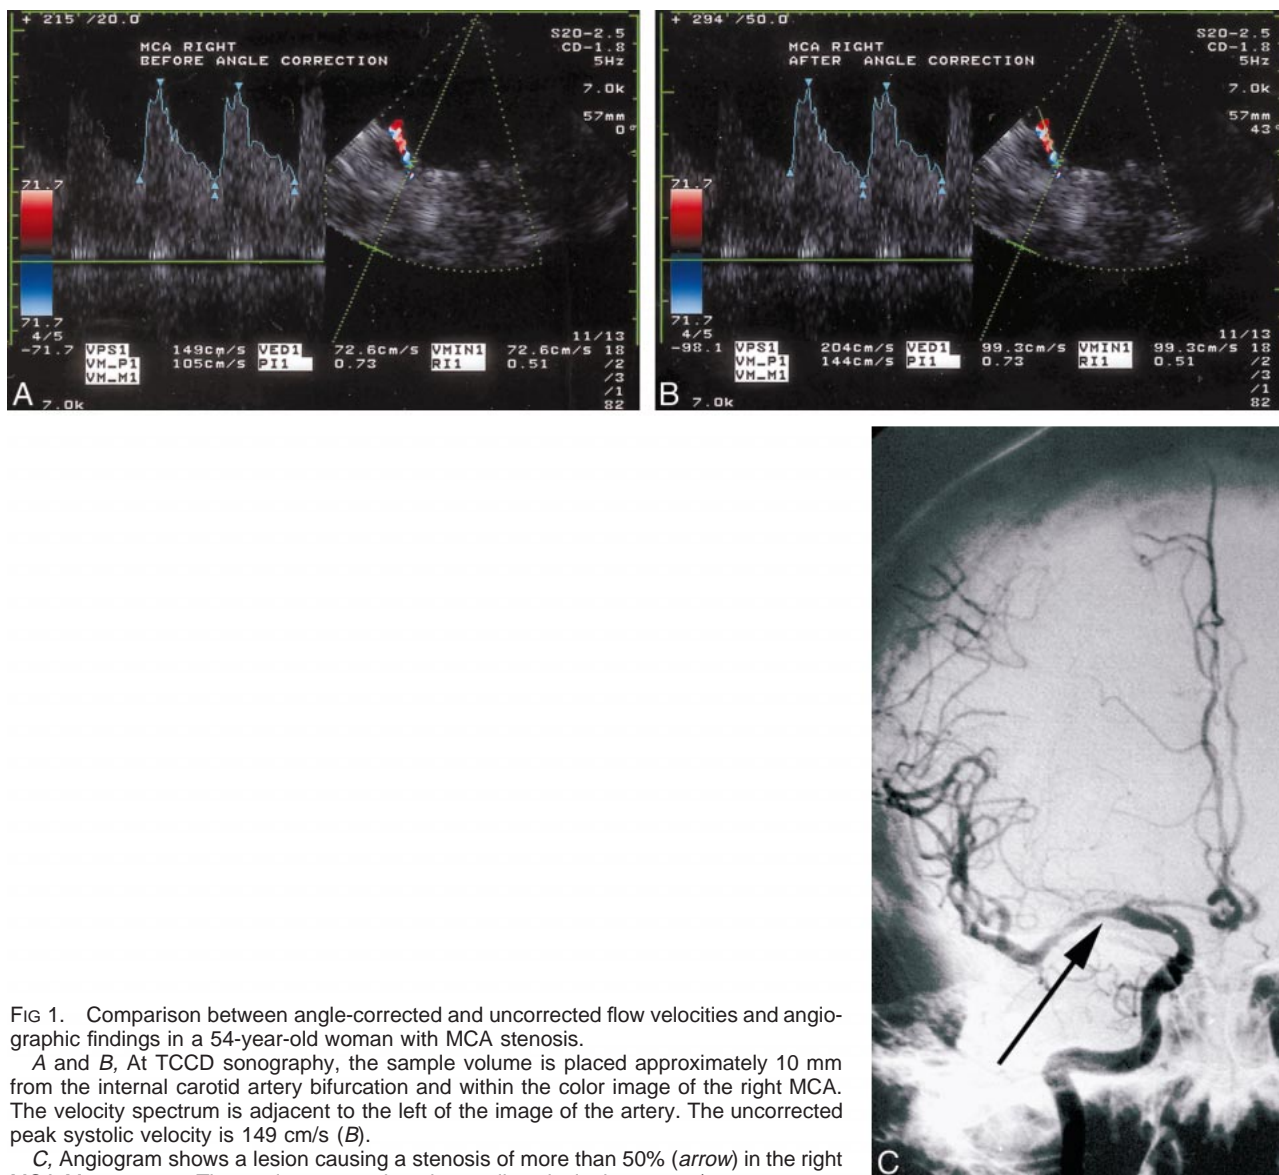 + 215 /20.0
S20-2.5
CD-1.8
5Hz
MCA RIGHT
BEFORE ANGLE CORRECTION
7.0k
57mm
0°
71.7
71.7
4/5
11/13
-71.7 VPS1 149cm/s VED1 72.6cm/s VMIN1 72.6cm/s 18
VM_P1 105cm/s PI1 0.73 RI1 0.51 /2
VM_M1 /3
/1
A 7.0k 82
+ 294 /50.0
S20-2.5
CD-1.8
5Hz
MCA RIGHT
AFTER ANGLE CORRECTION
7.0k
57mm
43°
71.7
71.7
4/5
11/13
-98.1 VPS1 204cm/s VED1 99.3cm/s VMIN1 99.3cm/s 18
VM_P1 144cm/s PI1 0.73 RI1 0.51 /2
VM_M1 /3
/1
B 7.0k 82
C
FIG 1. Comparison between angle-corrected and uncorrected flow velocities and angio-
graphic findings in a 54-year-old woman with MCA stenosis.
A and B, At TCCD sonography, the sample volume is placed approximately 10 mm
from the internal carotid artery bifurcation and within the color image of the right MCA.
The velocity spectrum is adjacent to the left of the image of the artery. The uncorrected
peak systolic velocity is 149 cm/s (B).
C, Angiogram shows a lesion causing a stenosis of more than 50% (arrow) in the right